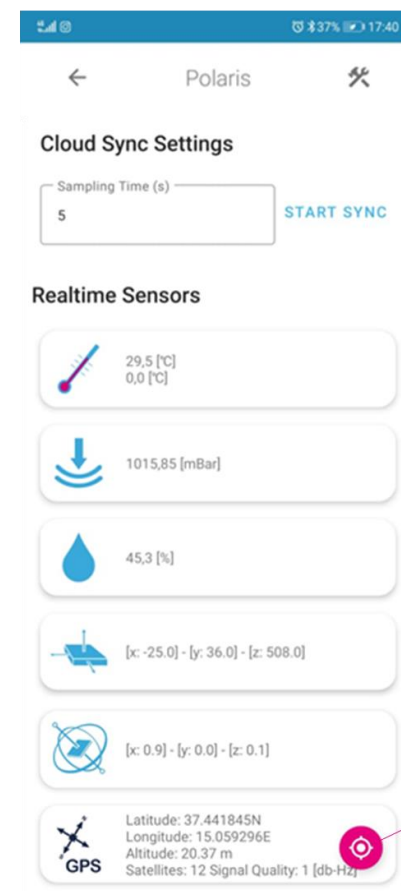 37% 17:40
Polaris
Cloud Sync Settings
Sampling Time (s)
5
START SYNC
Realtime Sensors
29,5 [°C]
0,0 [°C]
1015,85 [mBar]
45,3 [%]
[x: -25.0] - [y: 36.0] - [z: 508.0]
[x: 0.9] - [y: 0.0] - [z: 0.1]
GPS
Latitude: 37.441845N
Longitude: 15.059296E
Altitude: 20.37 m
Satellites: 12 Signal Quality: 1 [db-Hz]